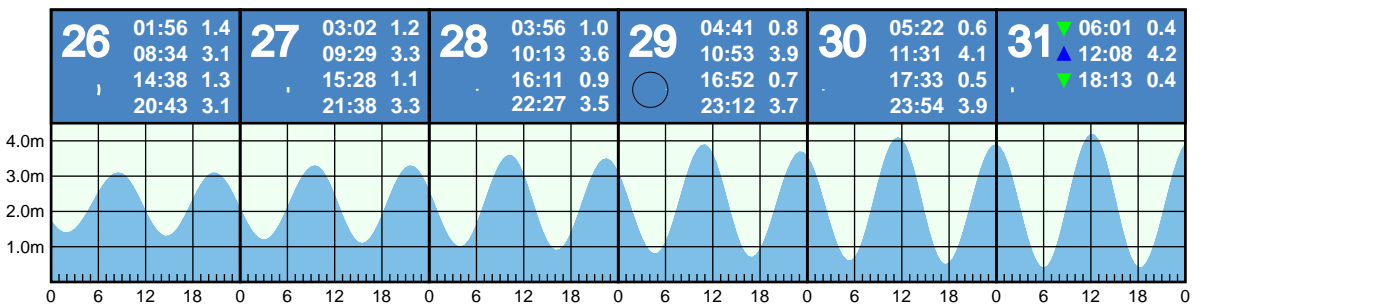 26 01:56 1.4
08:34 3.1
14:38 1.3
20:43 3.1
27 03:02 1.2
09:29 3.3
15:28 1.1
21:38 3.3
28 03:56 1.0
10:13 3.6
16:11 0.9
22:27 3.5
29 04:41 0.8
10:53 3.9
16:52 0.7
23:12 3.7
30 05:22 0.6
11:31 4.1
17:33 0.5
23:54 3.9
31 ▼ 06:01 0.4
▲ 12:08 4.2
▼ 18:13 0.4
4.0m
3.0m
2.0m
1.0m
0 6 12 18 0 6 12 18 0 6 12 18 0 6 12 18 0 6 12 18 0 6 12 18 0